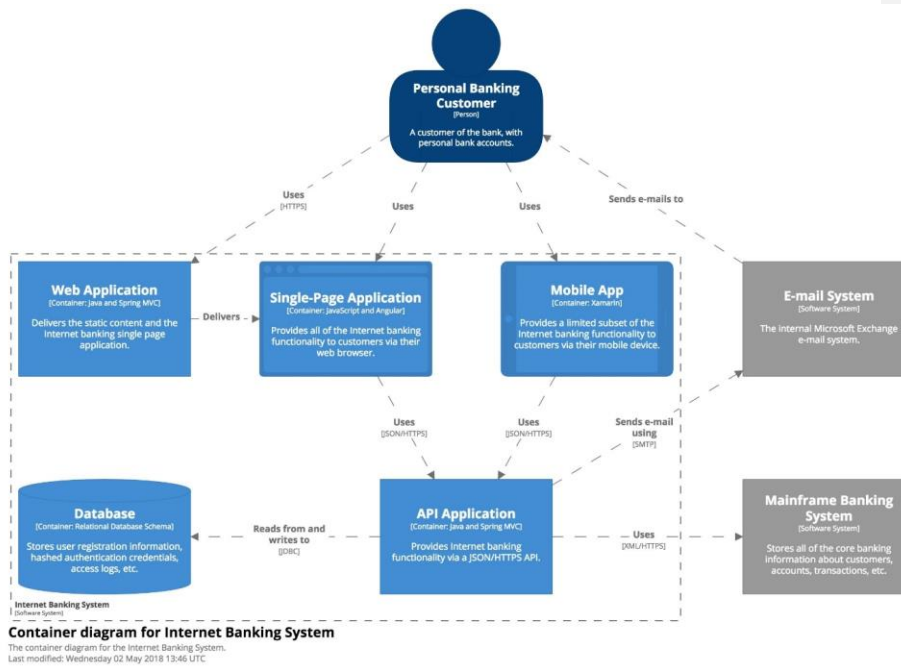 Personal Banking
Customer
[Person]
A customer of the bank, with
personal bank accounts.
Uses
[HTTPS]
Uses
Uses
Sends e-mails to
Web Application
[Container: Java and Spring MVC]
Delivers the static content and the
Internet banking single page
application.
Delivers
Single-Page Application
[Container: JavaScript and Angular]
Provides all of the Internet banking
functionality to customers via their
web browser.
Mobile App
[Container: Xamarin]
Provides a limited subset of the
Internet banking functionality to
customers via their mobile device.
E-mail System
[Software System]
The internal Microsoft Exchange
e-mail system.
Uses
[JSON/HTTPS]
Uses
[JSON/HTTPS]
Sends e-mail
using
[SMTP]
Database
[Container: Relational Database Schema]
Stores user registration information,
hashed authentication credentials,
access logs, etc.
Reads from and
writes to
[JDBC]
API Application
[Container: Java and Spring MVC]
Provides Internet banking
functionality via a JSON/HTTPS API.
Uses
[XML/HTTPS]
Mainframe Banking
System
[Software System]
Stores all of the core banking
information about customers,
accounts, transactions, etc.
Internet Banking System
[Software System]
Container diagram for Internet Banking System
The container diagram for the Internet Banking System.
Last modified: Wednesday 02 May 2018 13:46 UTC